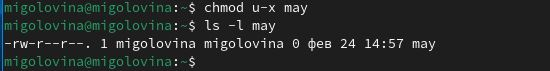 migolovina@migolovina:~$ chmod u-x may
migolovina@migolovina:~$ ls -l may
-rw-r--r--. 1 migolovina migolovina 0 фев 24 14:57 may
migolovina@migolovina:~$